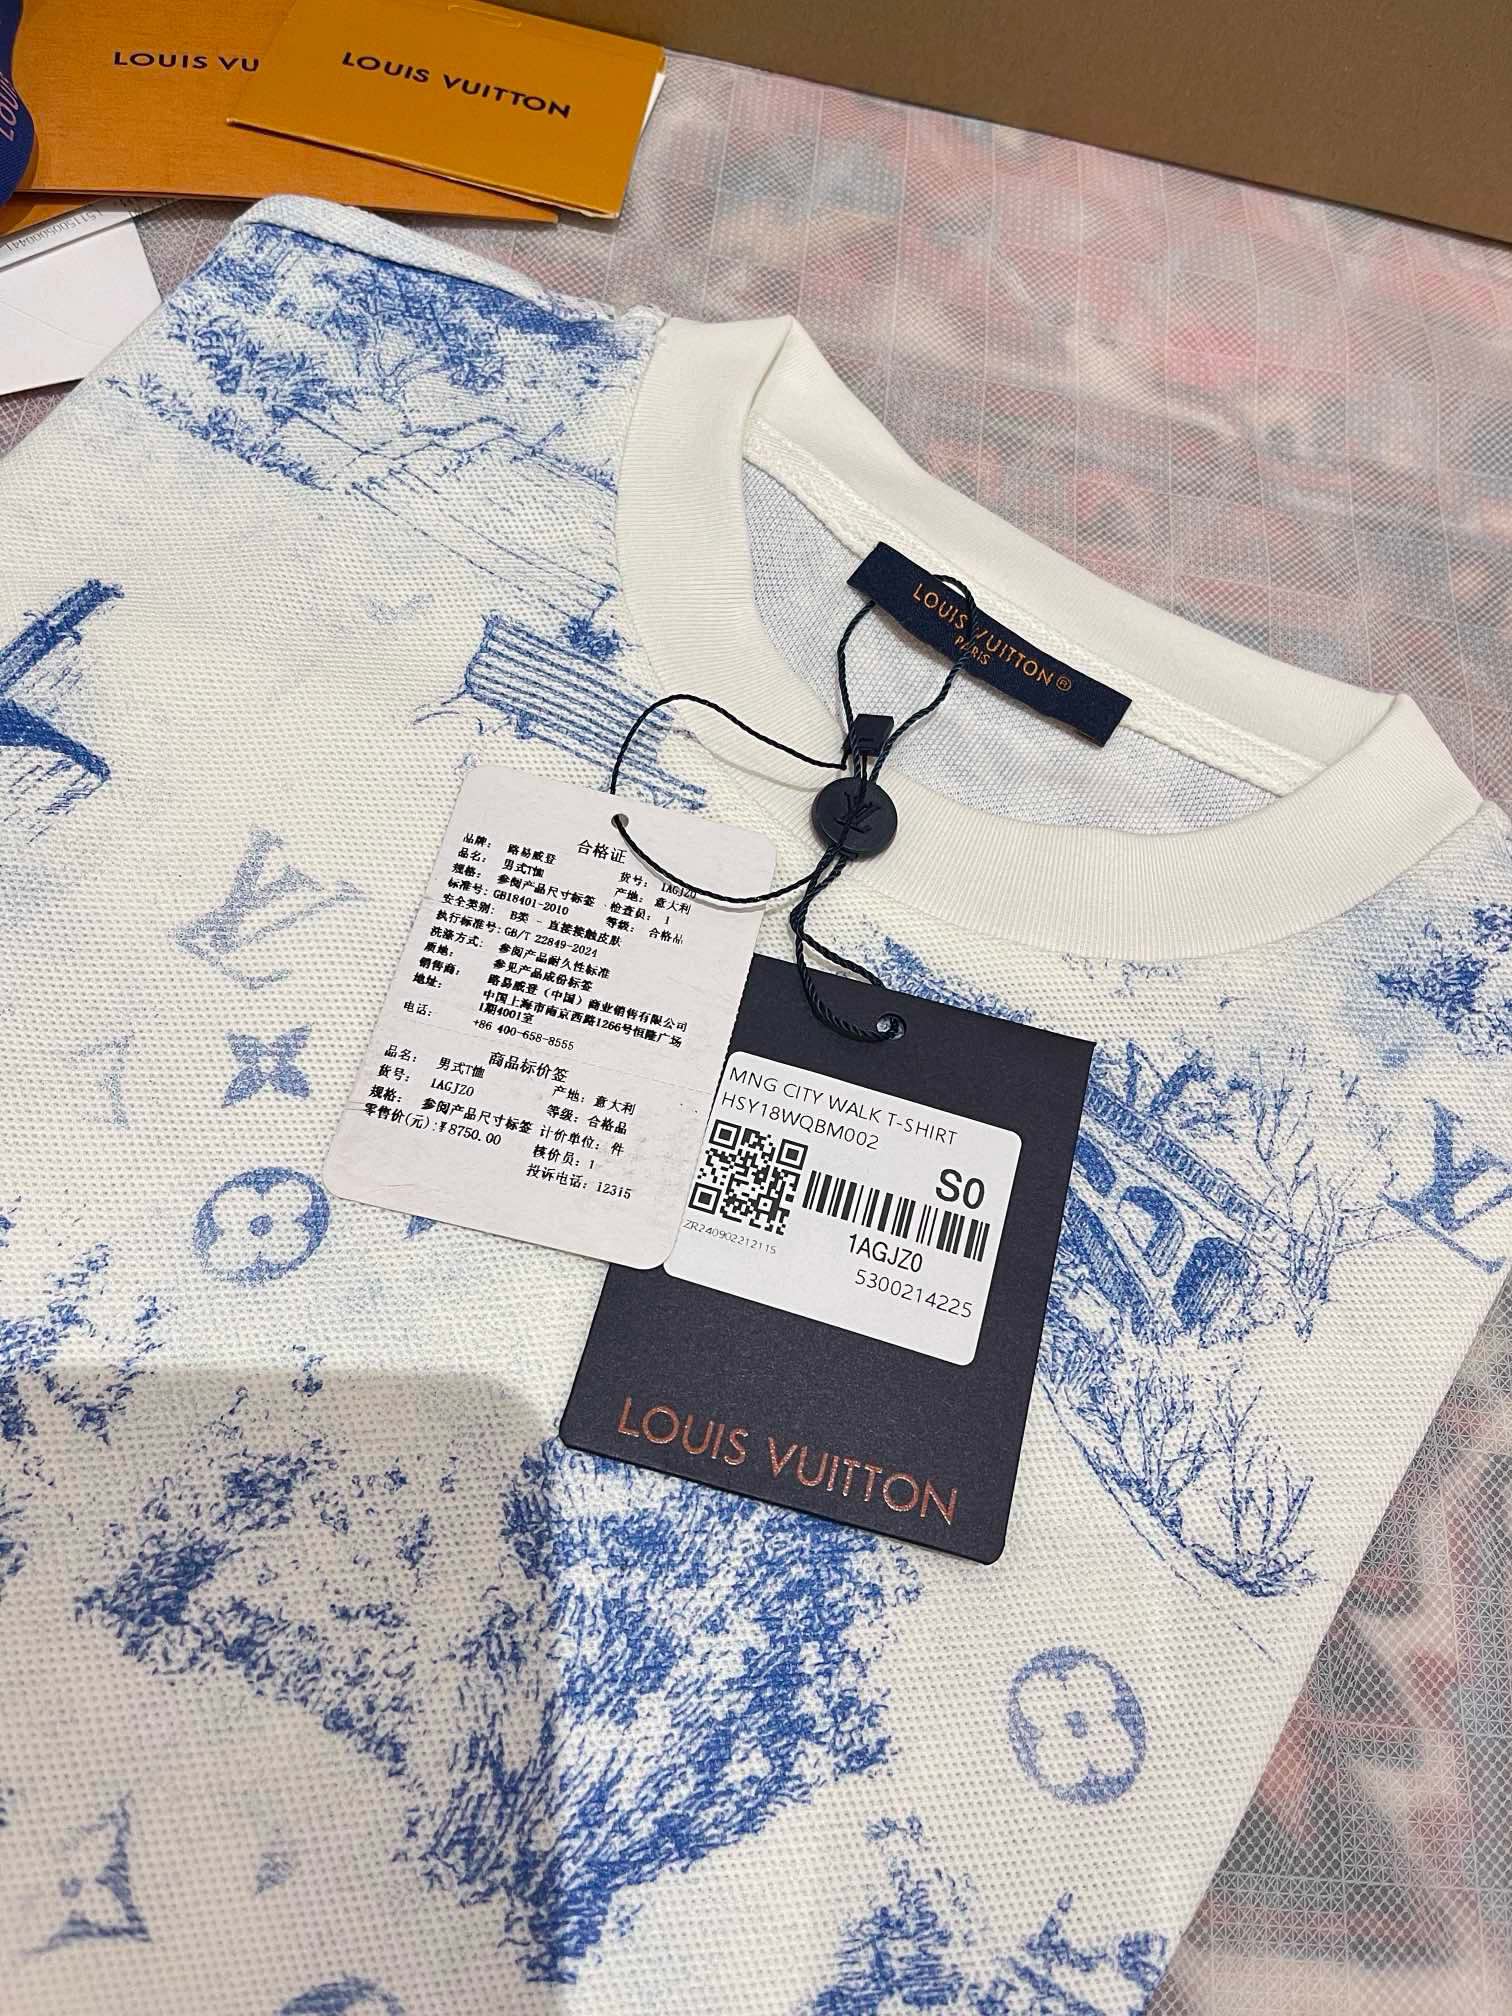 LOUIS VU
LOUIS VUITTON
LOUIS VUITTON®
PARIS
合格证
品牌: 路易威登
品名: 男式T恤
货号: 1AGJZ0
规格: 参阅产品尺寸标签
产地: 意大利
标准号: GB18401-2010
检查员: 1
安全类别: B类 - 直接接触皮肤
等级: 合格品
执行标准号: GB/T 22849-2024
洗涤方式: 参阅产品耐久性标准
质地: 参见产品成份标签
销售商: 路易威登(中国)商业销售有限公司
地址: 中国上海市南京西路1266号恒隆广场
1期4001室
电话: +86 400-658-8555
商品标价签
品名: 男式T恤
产地: 意大利
货号: 1AGJZ0
等级: 合格品
规格: 参阅产品尺寸标签
计价单位: 件
零售价(元):¥8750.00
核价员: 1
投诉电话: 12315
MNG CITY WALK T-SHIRT
HSY18WQBM002
S0
1AGJZ0
ZR240902212115
5300214225
LOUIS VUITTON